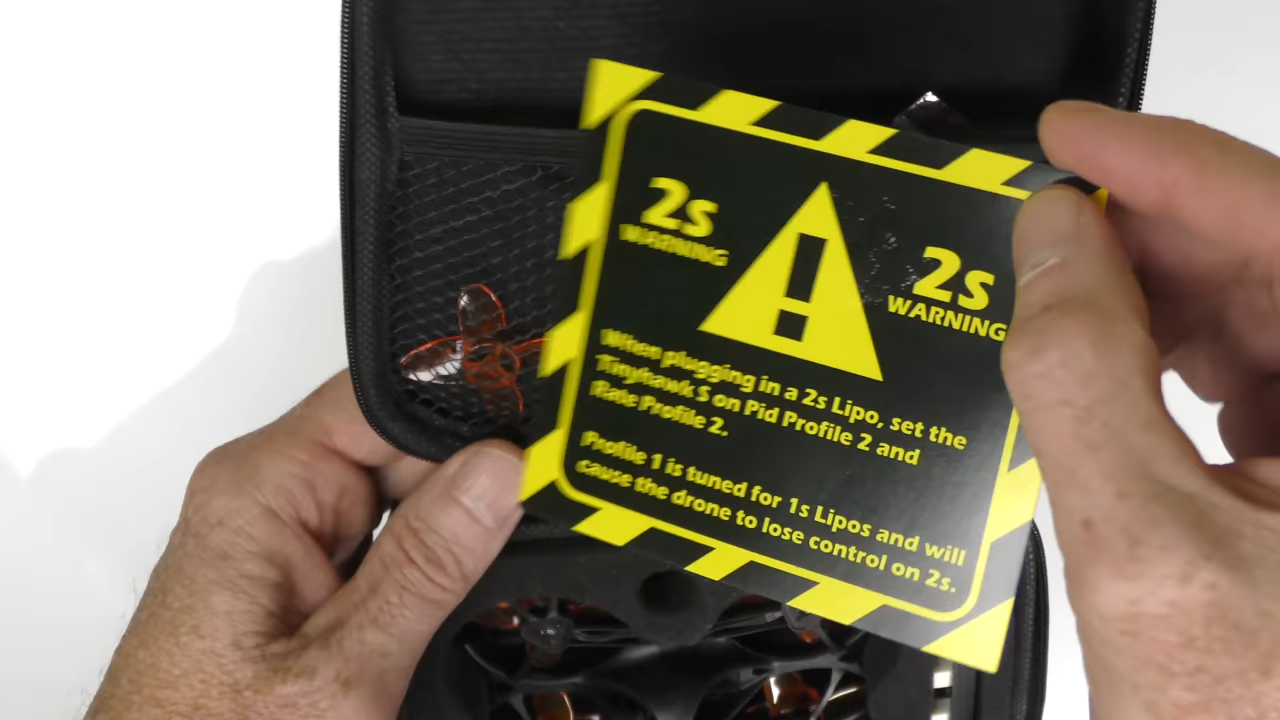 2s
WARNING
2s
WARNING
When plugging in a 2s Lipo, set the
Tinyhawk S on Pid Profile 2 and
Rate Profile 2.
Profile 1 is tuned for 1s Lipos and will
cause the drone to lose control on 2s.